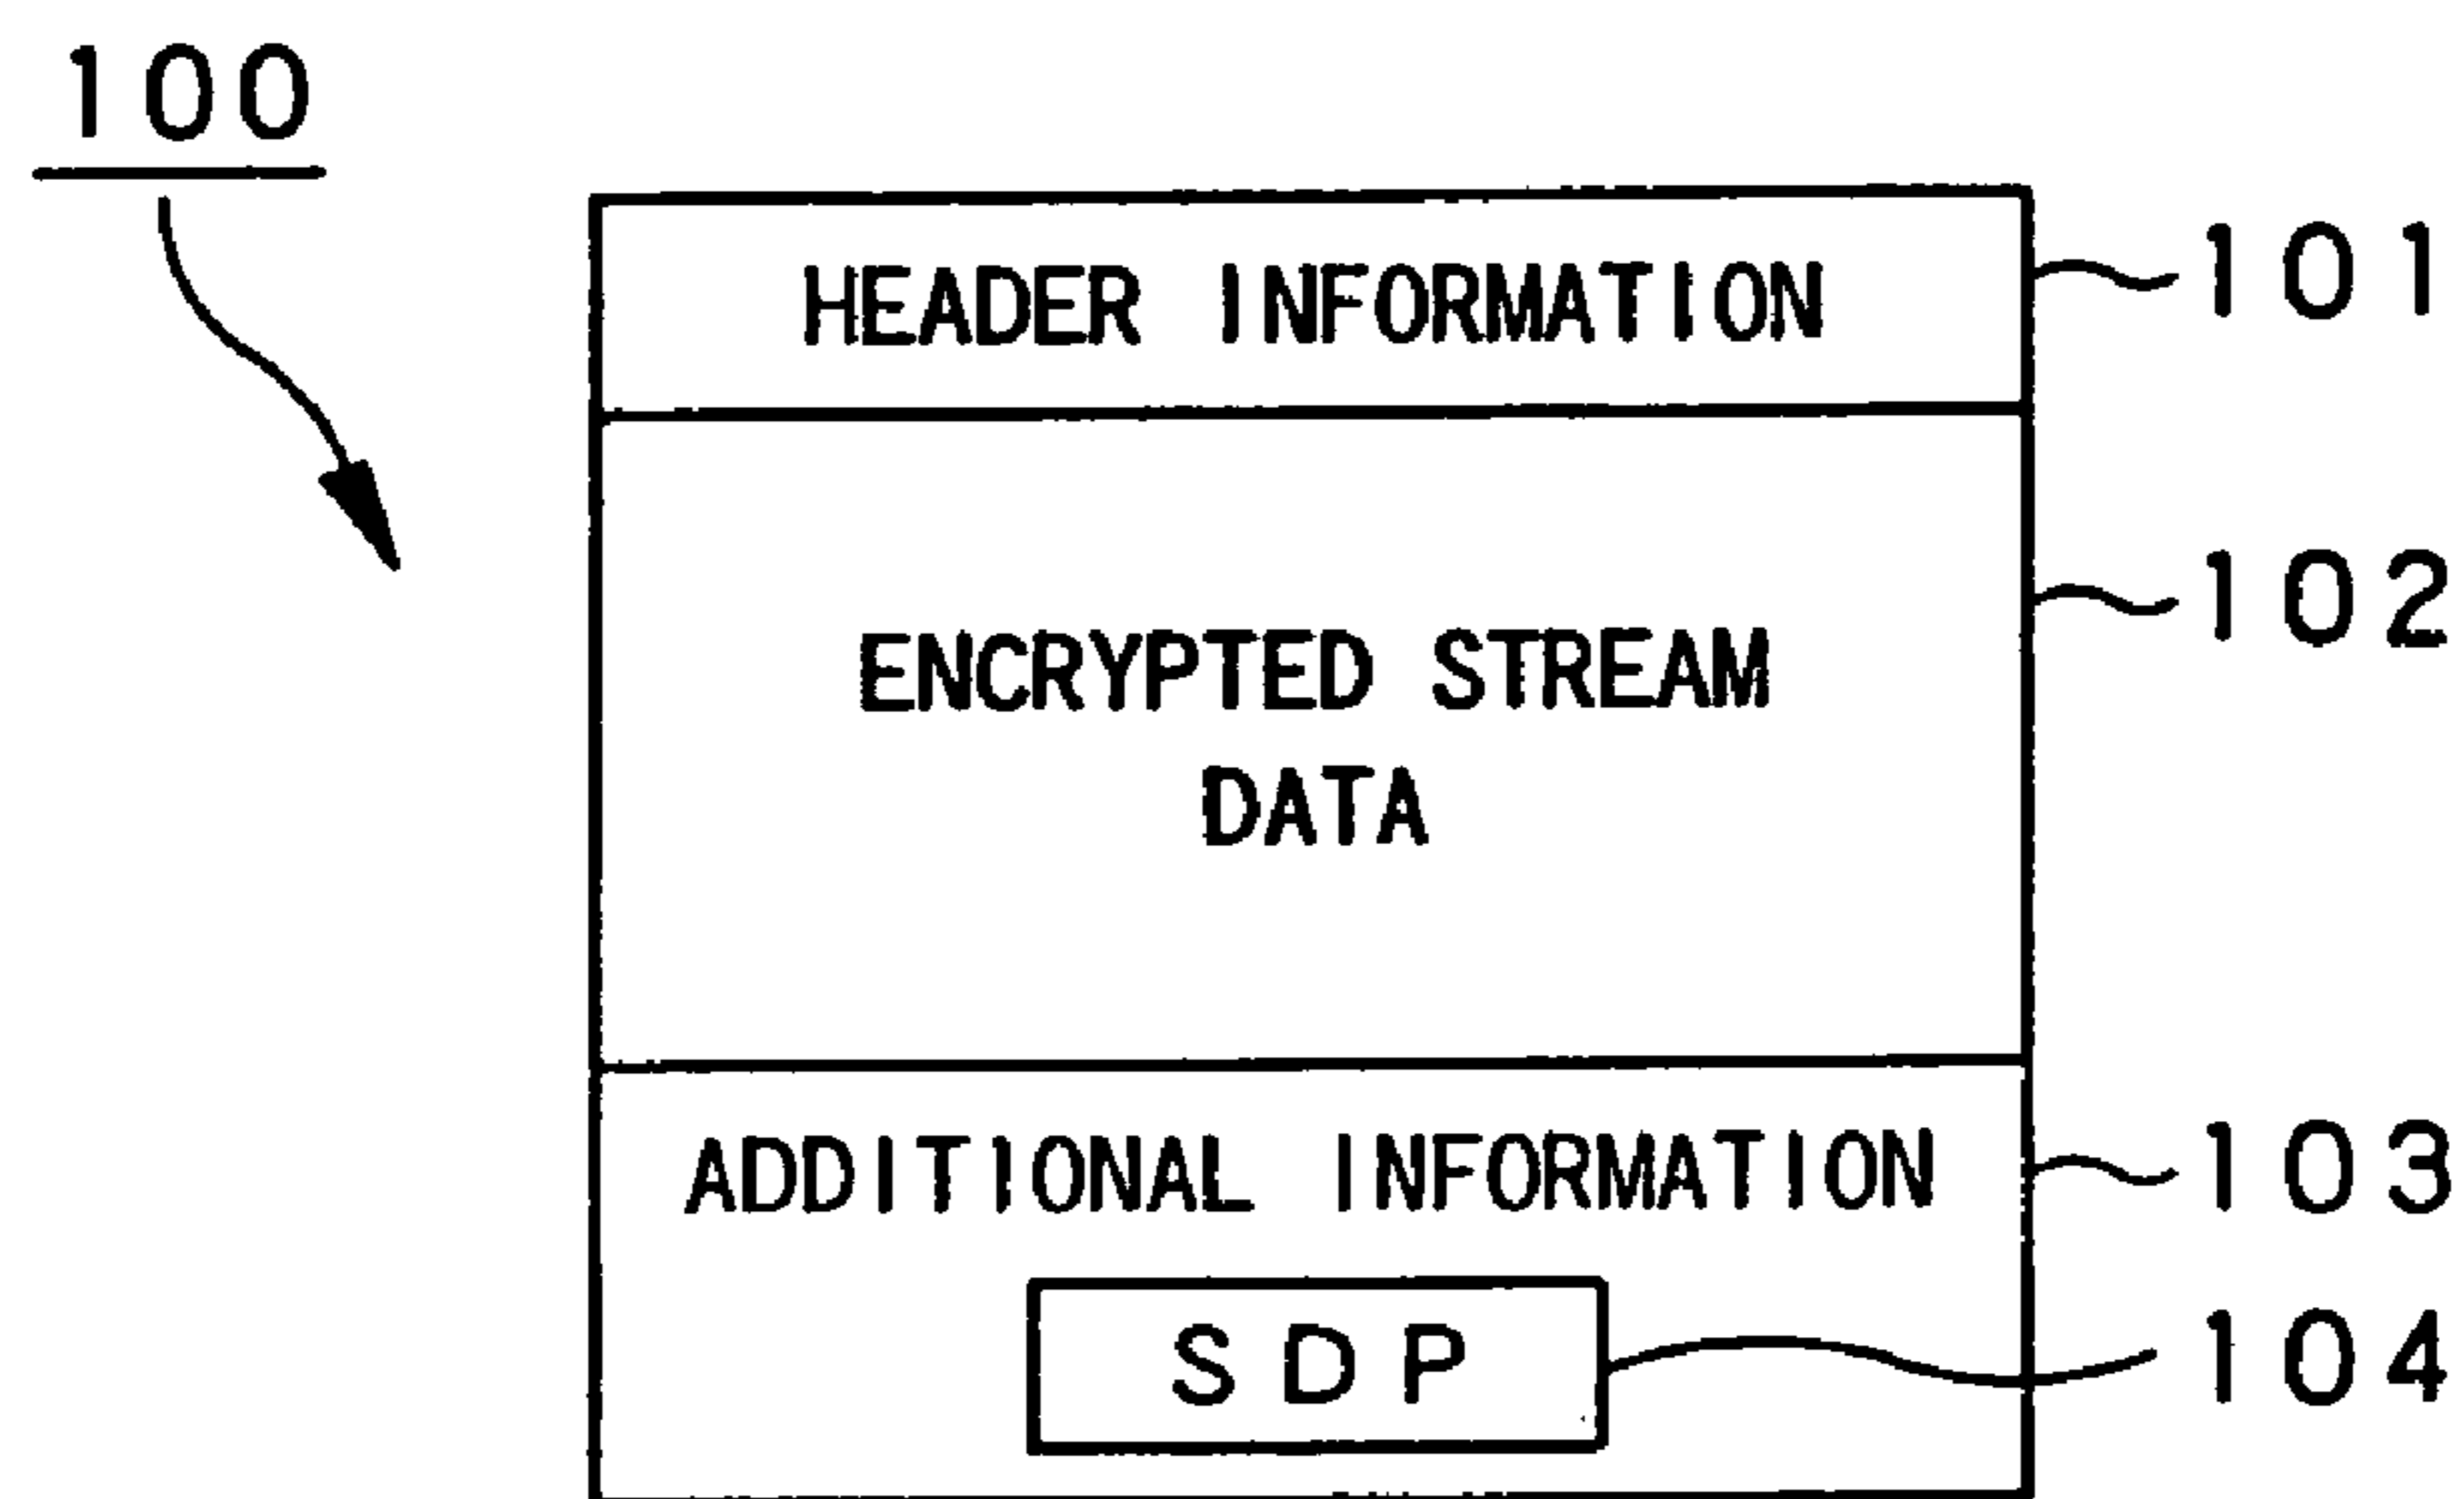 100
HEADER INFORMATION
101
ENCRYPTED STREAM
DATA
102
ADDITIONAL INFORMATION
103
SDP
104